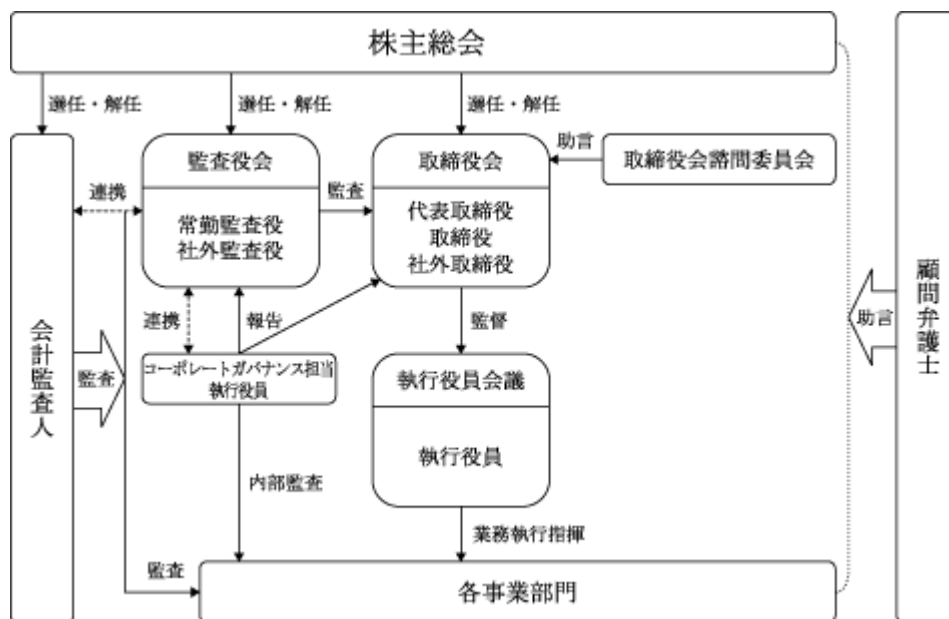 株主総会
選任・解任
選任・解任
選任・解任
監査役会
常勤監査役
社外監査役
監査
取締役会
代表取締役
取締役
社外取締役
助言
取締役会諮問委員会
連携
連携
報告
監督
コーポレートガバナンス担当
執行役員
執行役員会議
執行役員
会計監査人
監査
内部監査
業務執行指揮
監査
各事業部門
助言
顧問弁護士